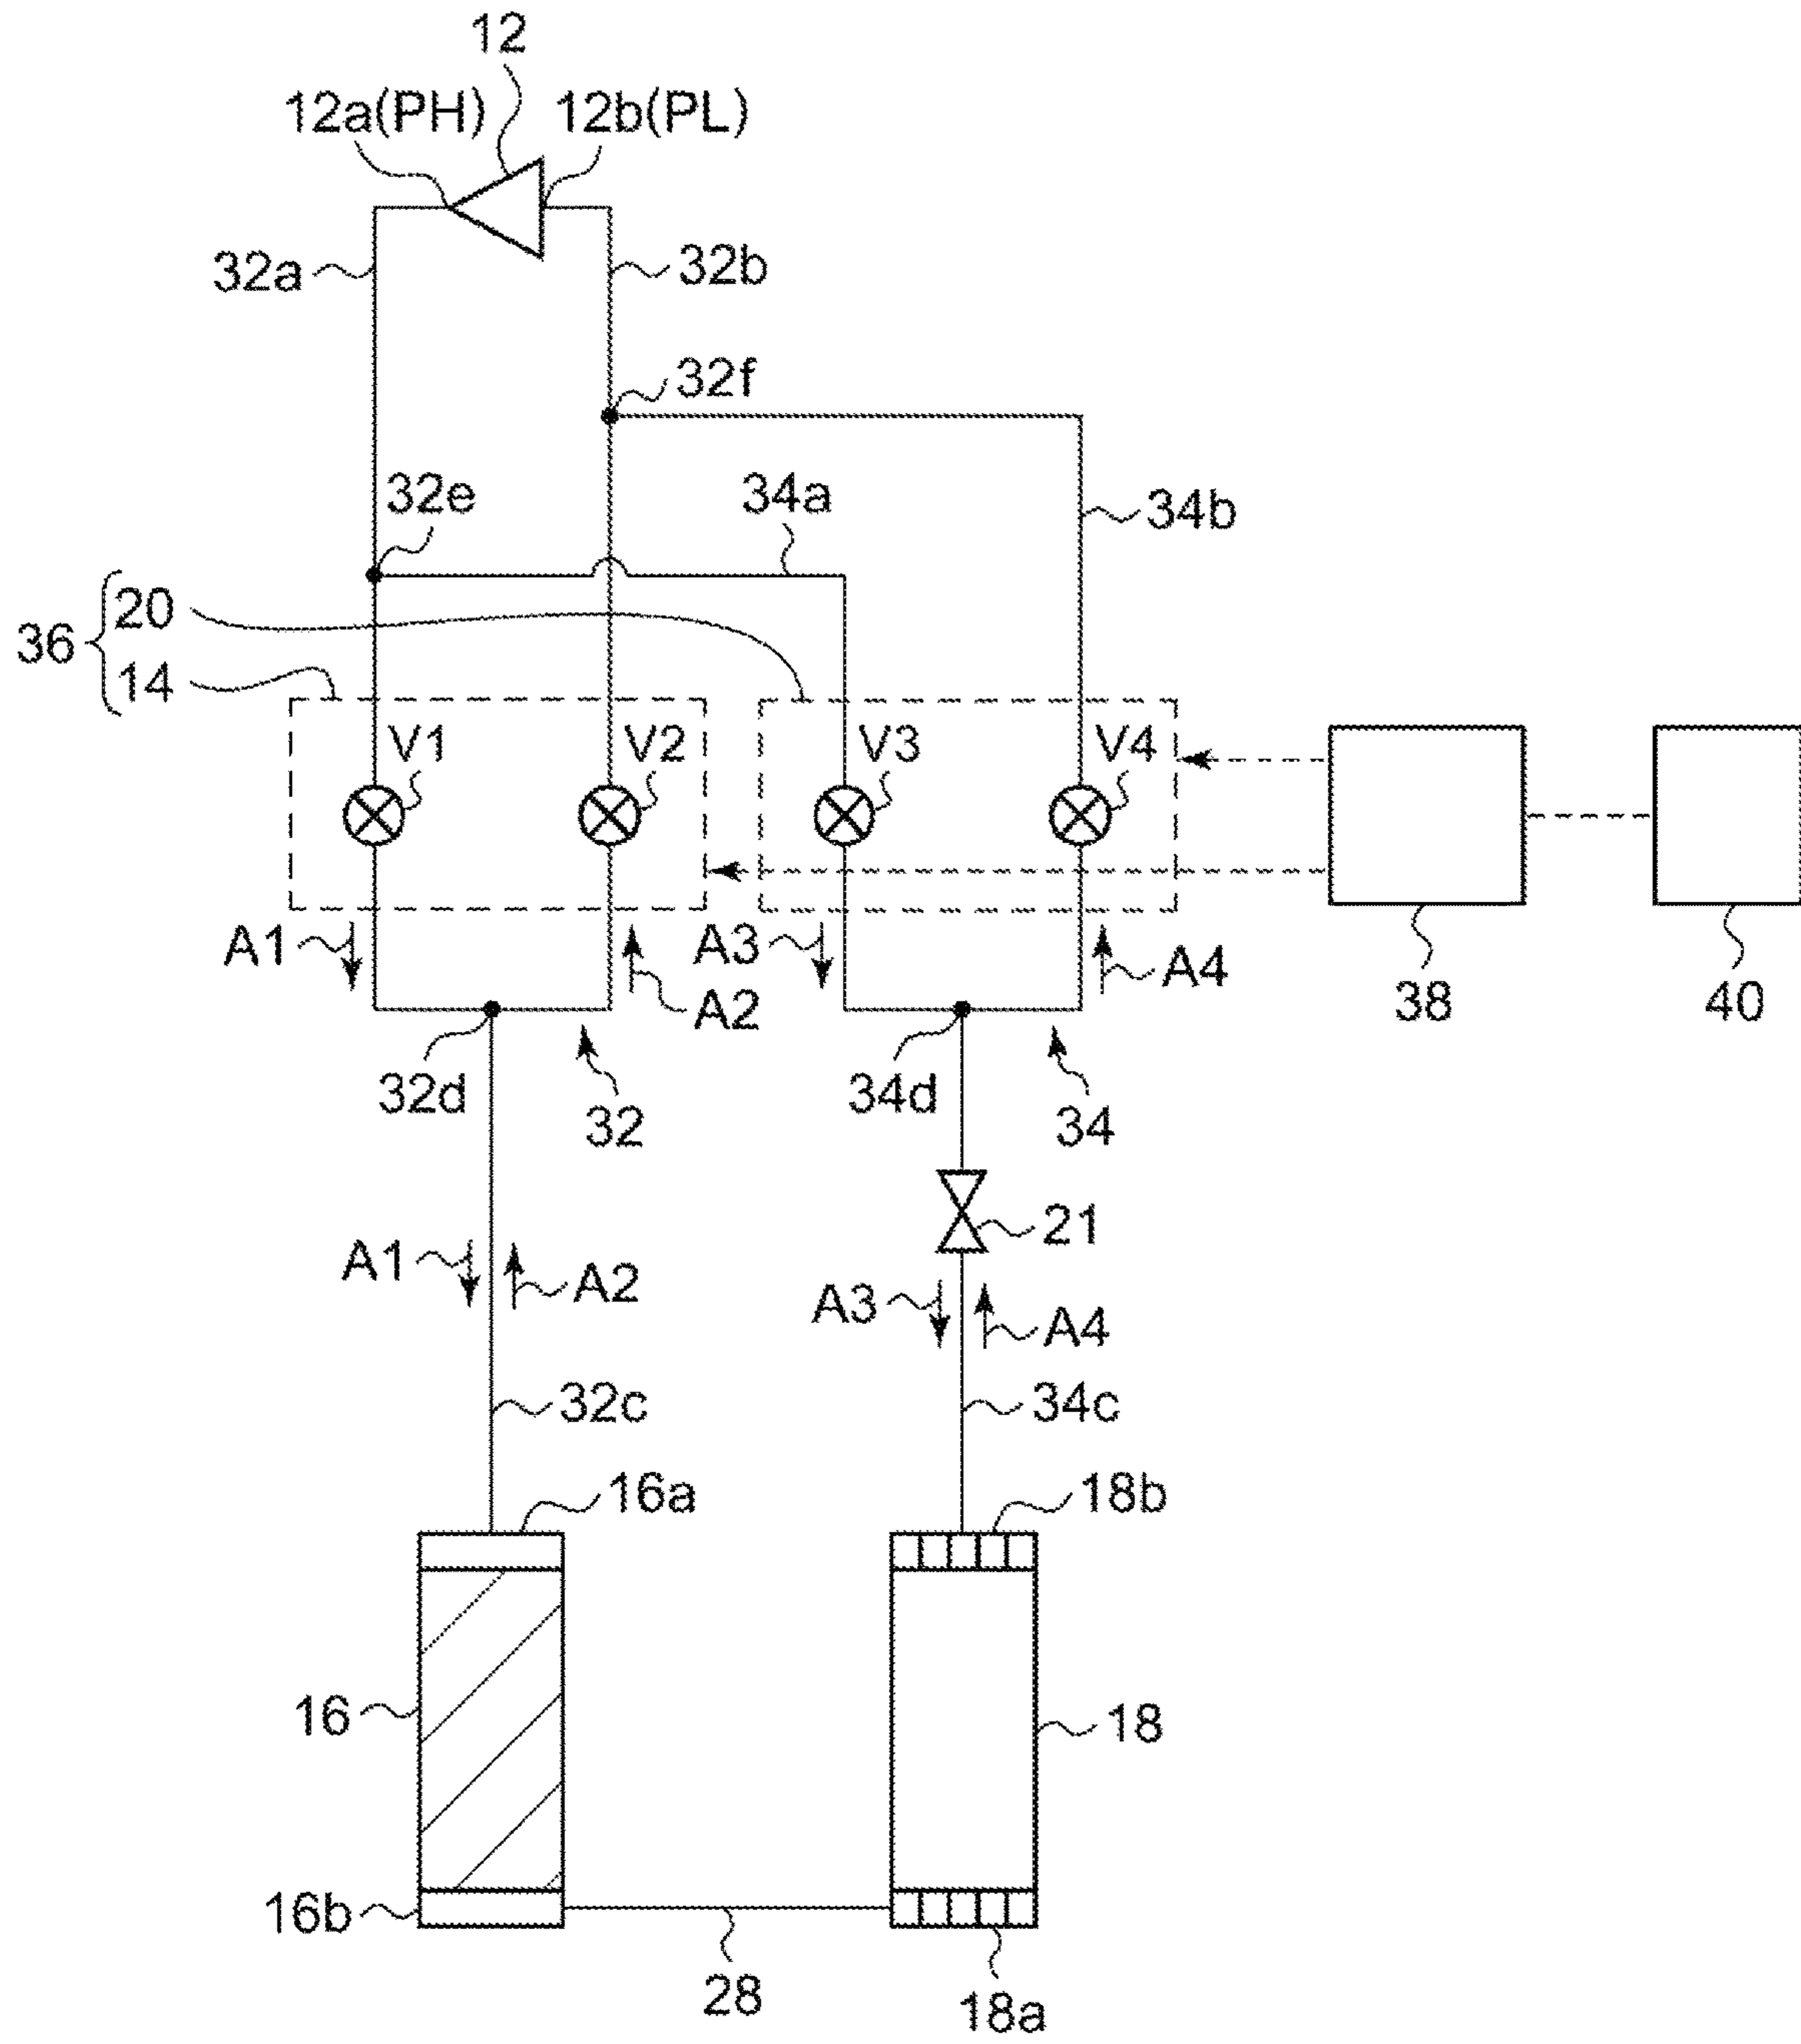 12
12a(PH) 12b(PL)
32a 32b
32f
32e 34a 34b
20
36
14
V1 V2 V3 V4
A1 A3 A4
A2 38 40
32d 34d
32 34
21
A1 A2
A3 A4
32c 34c
16a 18b
16 18
16b
28 18a